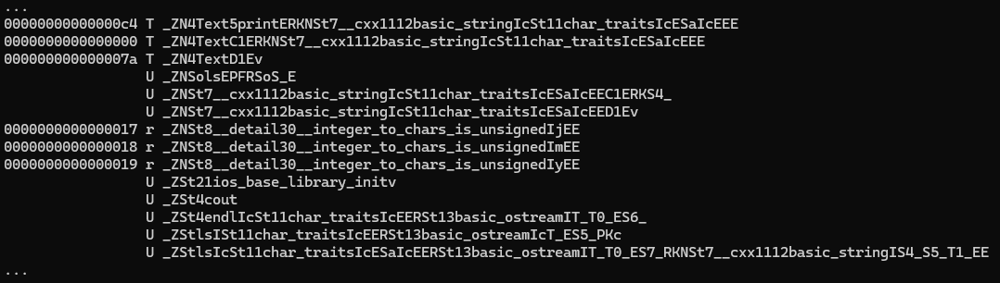 ...
00000000000000c4 T _ZN4Text5printERKNSt7__cxx1112basic_stringIcSt11char_traitsIcESaIcEEE
0000000000000000 T _ZN4TextC1ERKNSt7__cxx1112basic_stringIcSt11char_traitsIcESaIcEEE
000000000000007a T _ZN4TextD1Ev
U _ZNSolsEPFRSoS_E
U _ZNSt7__cxx1112basic_stringIcSt11char_traitsIcESaIcEEC1ERKS4_
U _ZNSt7__cxx1112basic_stringIcSt11char_traitsIcESaIcEED1Ev
0000000000000017 r _ZNSt8__detail30__integer_to_chars_is_unsignedIjEE
0000000000000018 r _ZNSt8__detail30__integer_to_chars_is_unsignedImEE
0000000000000019 r _ZNSt8__detail30__integer_to_chars_is_unsignedIyEE
U _ZSt21ios_base_library_initv
U _ZSt4cout
U _ZSt4endlIcSt11char_traitsIcEERSt13basic_ostreamIT_T0_ES6_
U _ZStlsISt11char_traitsIcEERSt13basic_ostreamIcT_ES5_PKc
U _ZStlsIcSt11char_traitsIcESaIcEERSt13basic_ostreamIT_T0_ES7_RKNSt7__cxx1112basic_stringIS4_S5_T1_EE
...